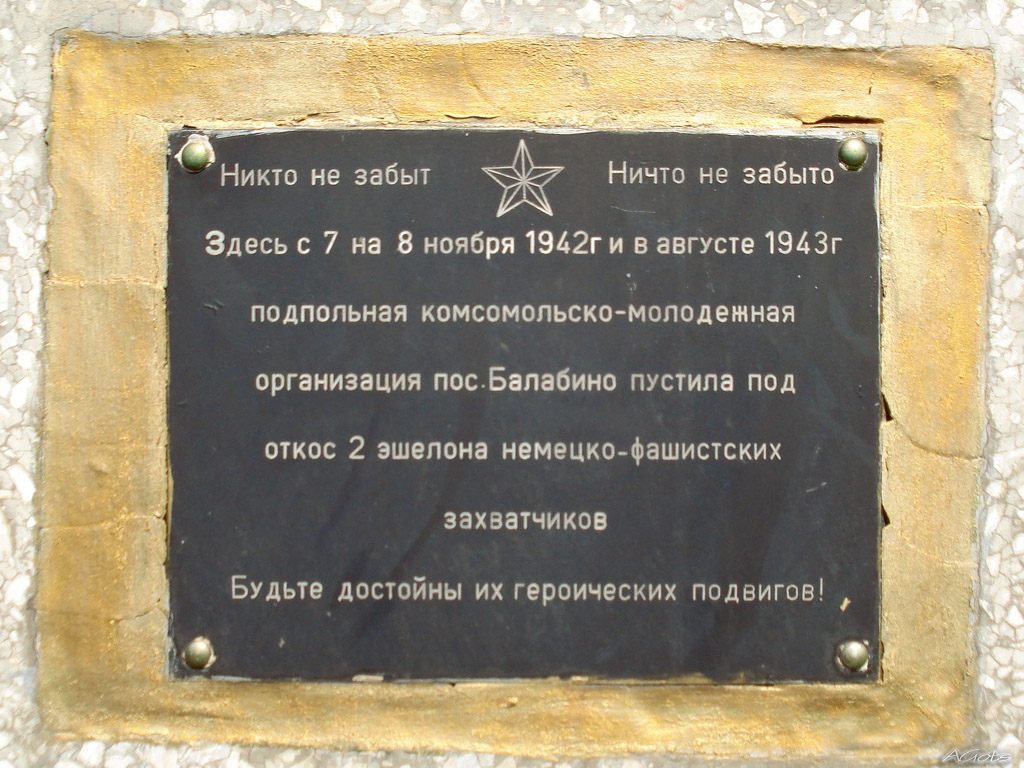 Никто не забыт Ничто не забыто
Здесь с 7 на 8 ноября 1942г и в августе 1943г
подпольная комсомольско-молодежная
организация пос.Балабино пустила под
откос 2 эшелона немецко-фашистских
захватчиков
Будьте достойны их героических подвигов!
AGots